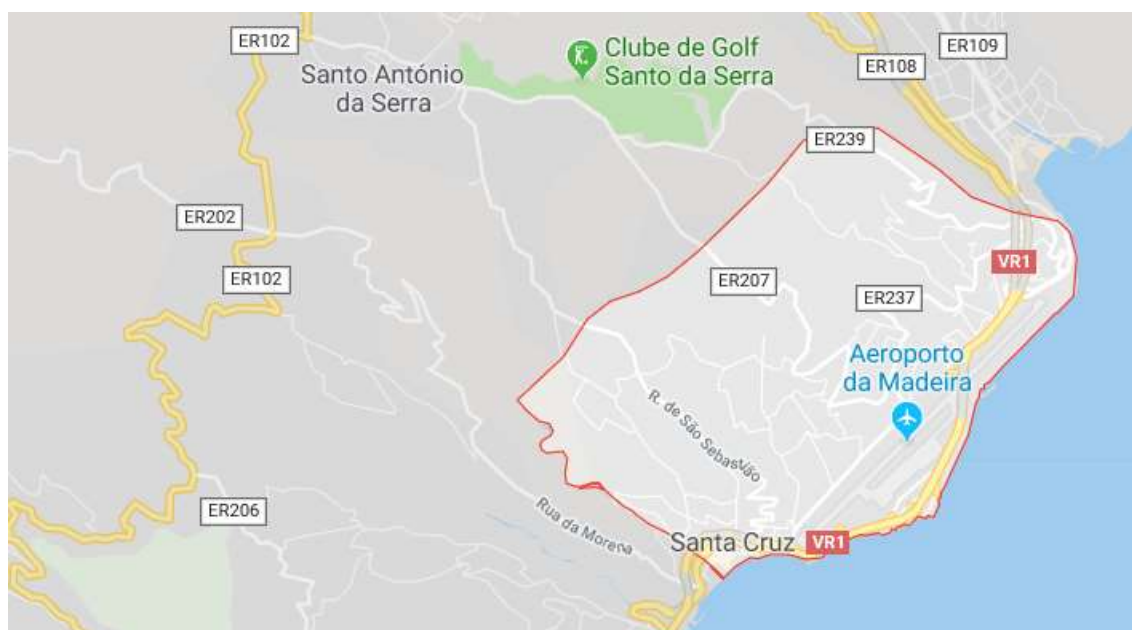 ER102
Clube de Golf
Santo da Serra
ER109
ER108
Santo António
da Serra
ER239
ER202
ER102
VR1
ER207
ER237
Aeroporto
da Madeira
R. de São Sebastião
ER206
Rua da Morena
Santa Cruz
VR1